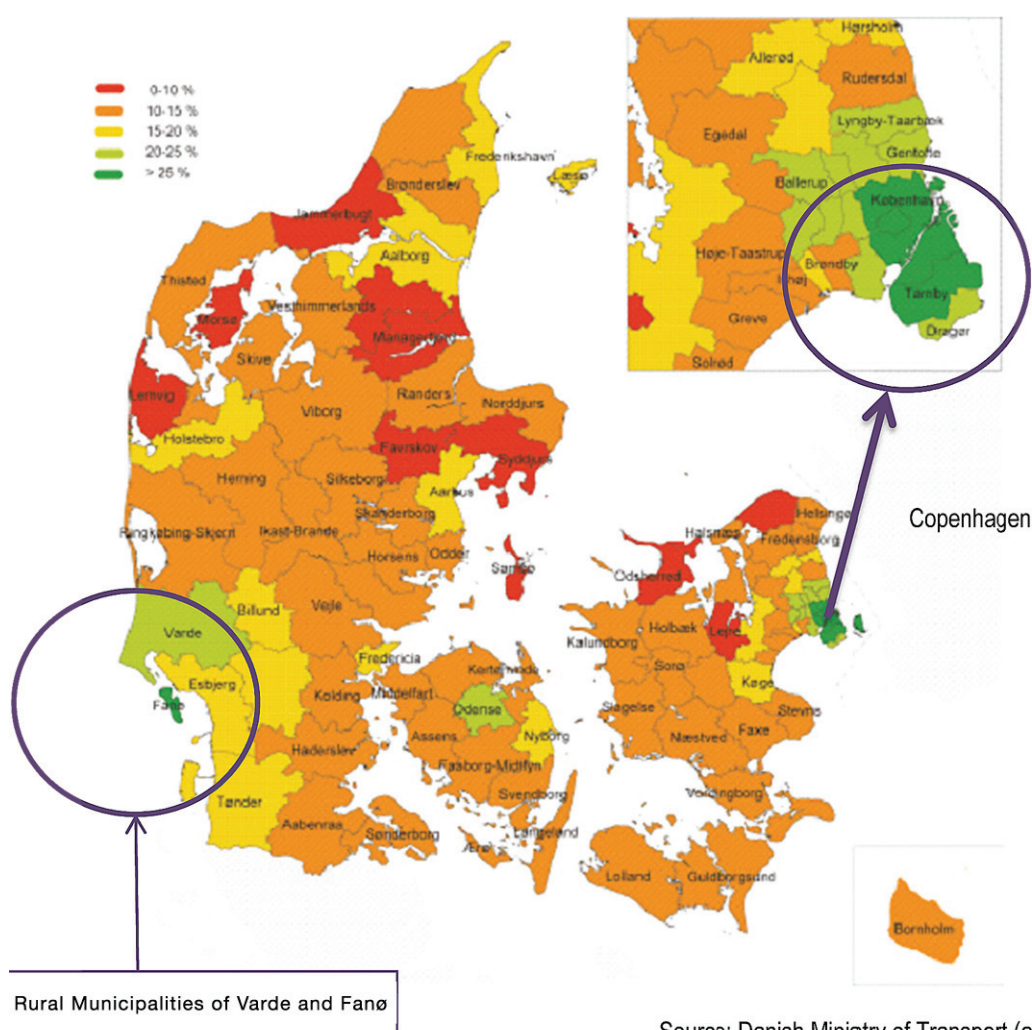 0-10 %
10-15 %
15-20 %
20-25 %
> 25 %
Hørsholm
Allerød
Rudersdal
Lyngby-Taarbæk
Egedal
Gentofte
Ballerup
København
Høje-Taastrup
Brøndby
Tårnby
Greve
Dragør
Solrød
Frederikshavn
Læsø
Brønderslev
Jammerbugt
Aalborg
Thisted
Vesthimmerlands
Morsø
Mariagerfjord
Skive
Lemvig
Randers
Norddjurs
Viborg
Holstebro
Favrskov
Syddjurs
Herning
Silkeborg
Aarhus
Skanderborg
Ringkøbing-Skjern
Ikast-Brande
Horsens
Odder
Samsø
Helsingør
Halsnæs
Fredensborg
Odsherred
Copenhagen
Billund
Vejle
Varde
Holbæk
Lejre
Kalundborg
Fredericia
Sorø
Esbjerg
Kerteminde
Køge
Fanø
Kolding
Middelfart
Odense
Slagelse
Stevns
Assens
Nyborg
Næstved
Faxe
Haderslev
Faaborg-Midtfyn
Svendborg
Vordingborg
Tønder
Aabenraa
Sønderborg
Ærø
Langeland
Lolland
Guldborgsund
Bornholm
Rural Municipalities of Varde and Fanø
Source: Danish Ministry of Transport